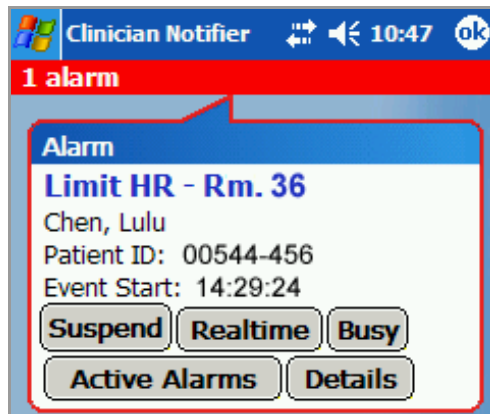 Clinician Notifier 10:47 ok
1 alarm
Alarm
Limit HR - Rm. 36
Chen, Lulu
Patient ID: 00544-456
Event Start: 14:29:24
Suspend Realtime Busy
Active Alarms Details